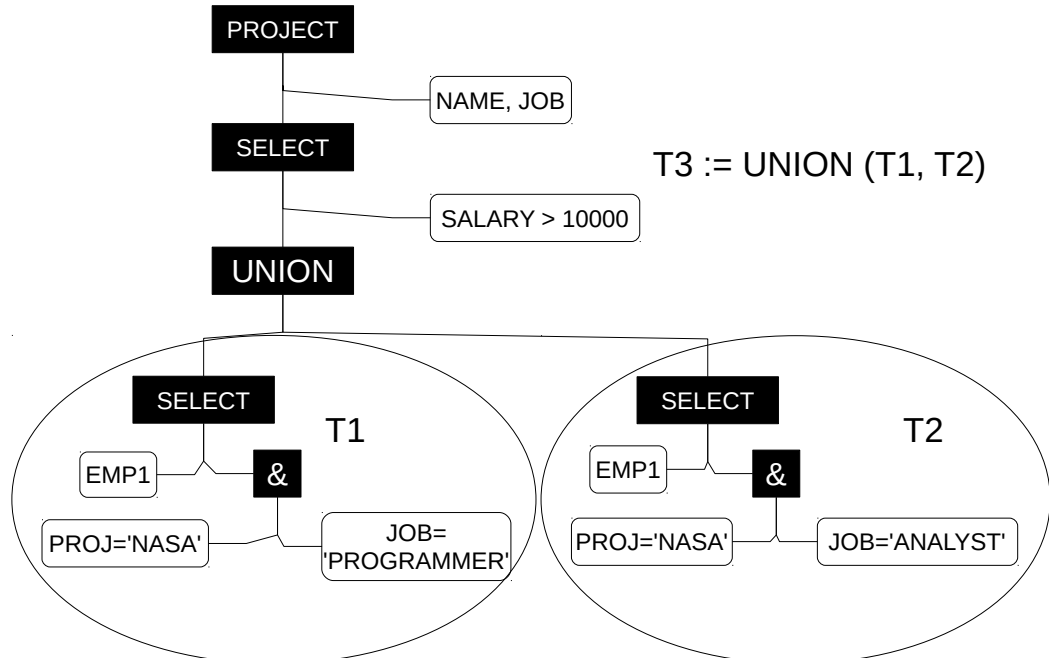 PROJECT
NAME, JOB
SELECT
T3 := UNION (T1, T2)
SALARY > 10000
UNION
SELECT
T1
EMP1
&
PROJ='NASA'
JOB=
'PROGRAMMER'
SELECT
T2
EMP1
&
PROJ='NASA'
JOB='ANALYST'